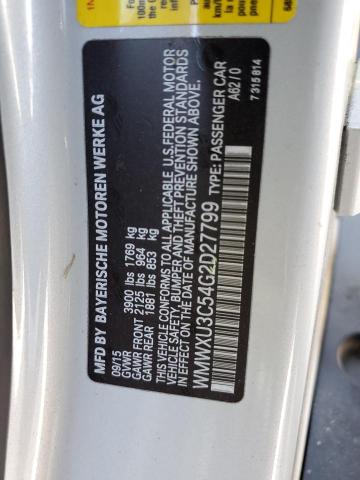 MFD BY BAYERISCHE MOTOREN WERKE AG
09/15
GVWR 3900 lbs 1769 kg
GAWR FRONT 2125 lbs 964 kg
GAWR REAR 1881 lbs 853 kg
THIS VEHICLE CONFORMS TO ALL APPLICABLE U.S. FEDERAL MOTOR
VEHICLE SAFETY, BUMPER AND THEFT PREVENTION STANDARDS
IN EFFECT ON THE DATE OF MANUFACTURE SHOWN ABOVE.
WMWXU3C54G2D27799 TYPE: PASSENGER CAR
A62/0
7315814